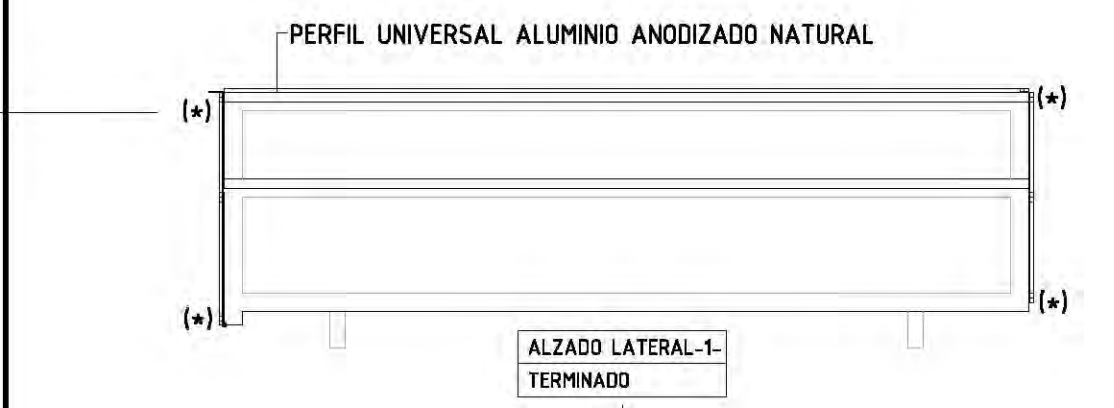 PERFIL UNIVERSAL ALUMINIO ANODIZADO NATURAL
(*)
(*)
(*)
(*)
ALZADO LATERAL-1-
TERMINADO